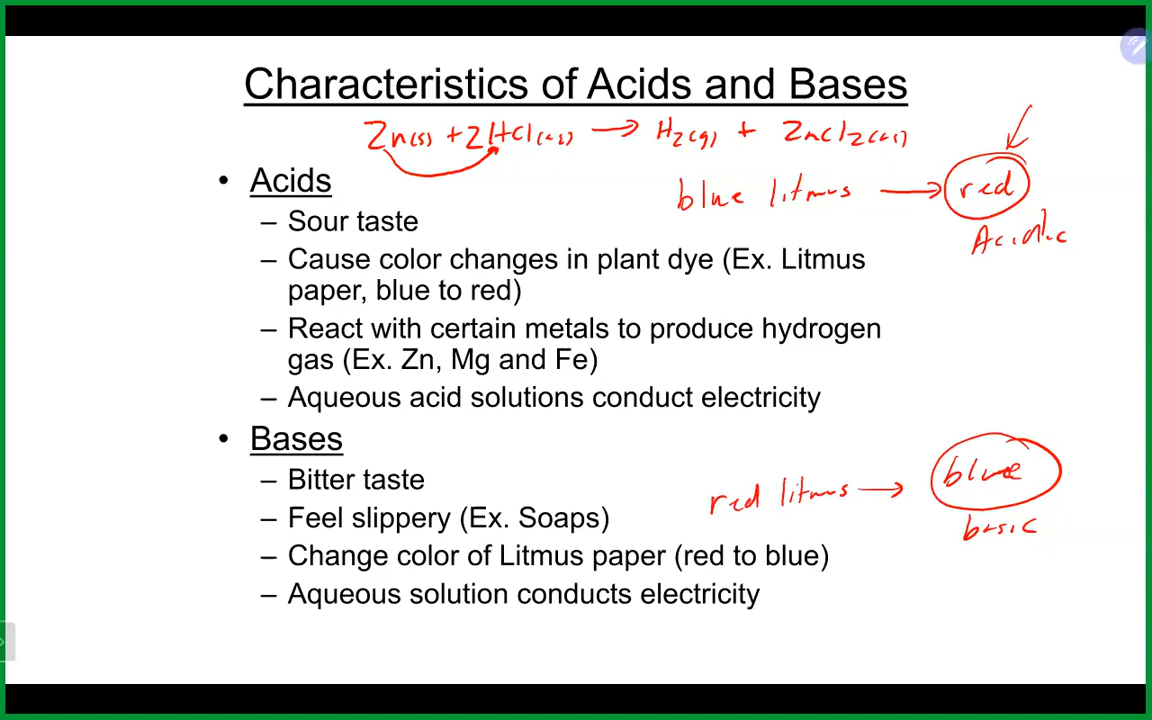 Characteristics of Acids and Bases
Zn(s) + 2HCl(aq) → H2(g) + ZnCl2(aq)
• Acids
blue litmus → red
– Sour taste
Acidic
– Cause color changes in plant dye (Ex. Litmus
paper, blue to red)
– React with certain metals to produce hydrogen
gas (Ex. Zn, Mg and Fe)
– Aqueous acid solutions conduct electricity
• Bases
– Bitter taste
red litmus → blue
– Feel slippery (Ex. Soaps)
basic
– Change color of Litmus paper (red to blue)
– Aqueous solution conducts electricity